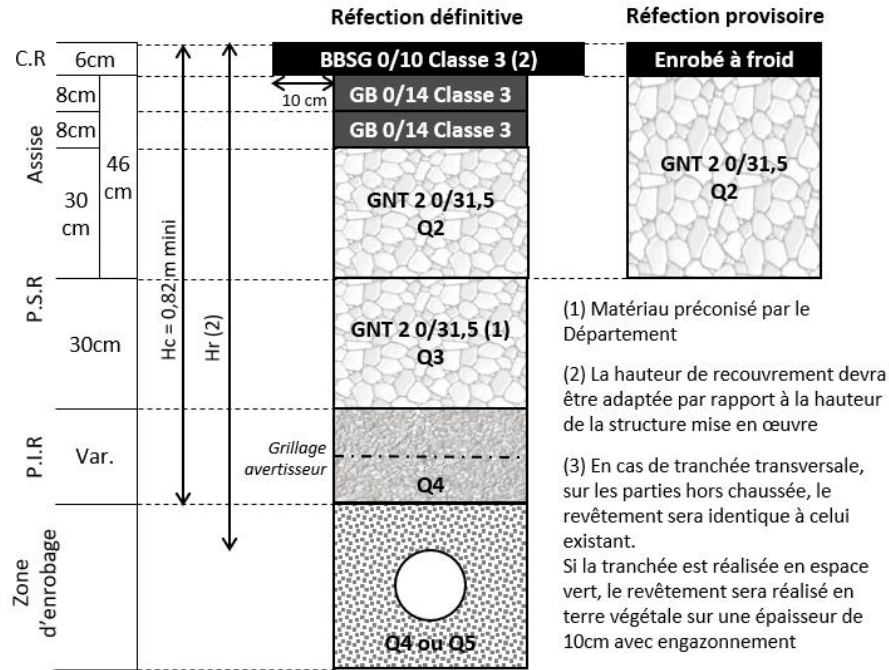 Réfection définitive
Réfection provisoire
C.R
6cm
BBSG 0/10 Classe 3 (2)
Enrobé à froid
Assise
8cm
8cm
46
cm
30
cm
10 cm
GB 0/14 Classe 3
GB 0/14 Classe 3
GNT 2 0/31,5
Q2
GNT 2 0/31,5
Q2
Hc = 0,82 m mini
Hr (2)
P.S.R
30cm
GNT 2 0/31,5 (1)
Q3
P.I.R
Var.
Grillage
avertisseur
Q4
Zone
d'enrobage
Q4 ou Q5
(1) Matériau préconisé par le
Département
(2) La hauteur de recouvrement devra
être adaptée par rapport à la hauteur
de la structure mise en œuvre
(3) En cas de tranchée transversale,
sur les parties hors chaussée, le
revêtement sera identique à celui
existant.
Si la tranchée est réalisée en espace
vert, le revêtement sera réalisé en
terre végétale sur une épaisseur de
10cm avec engazonnement